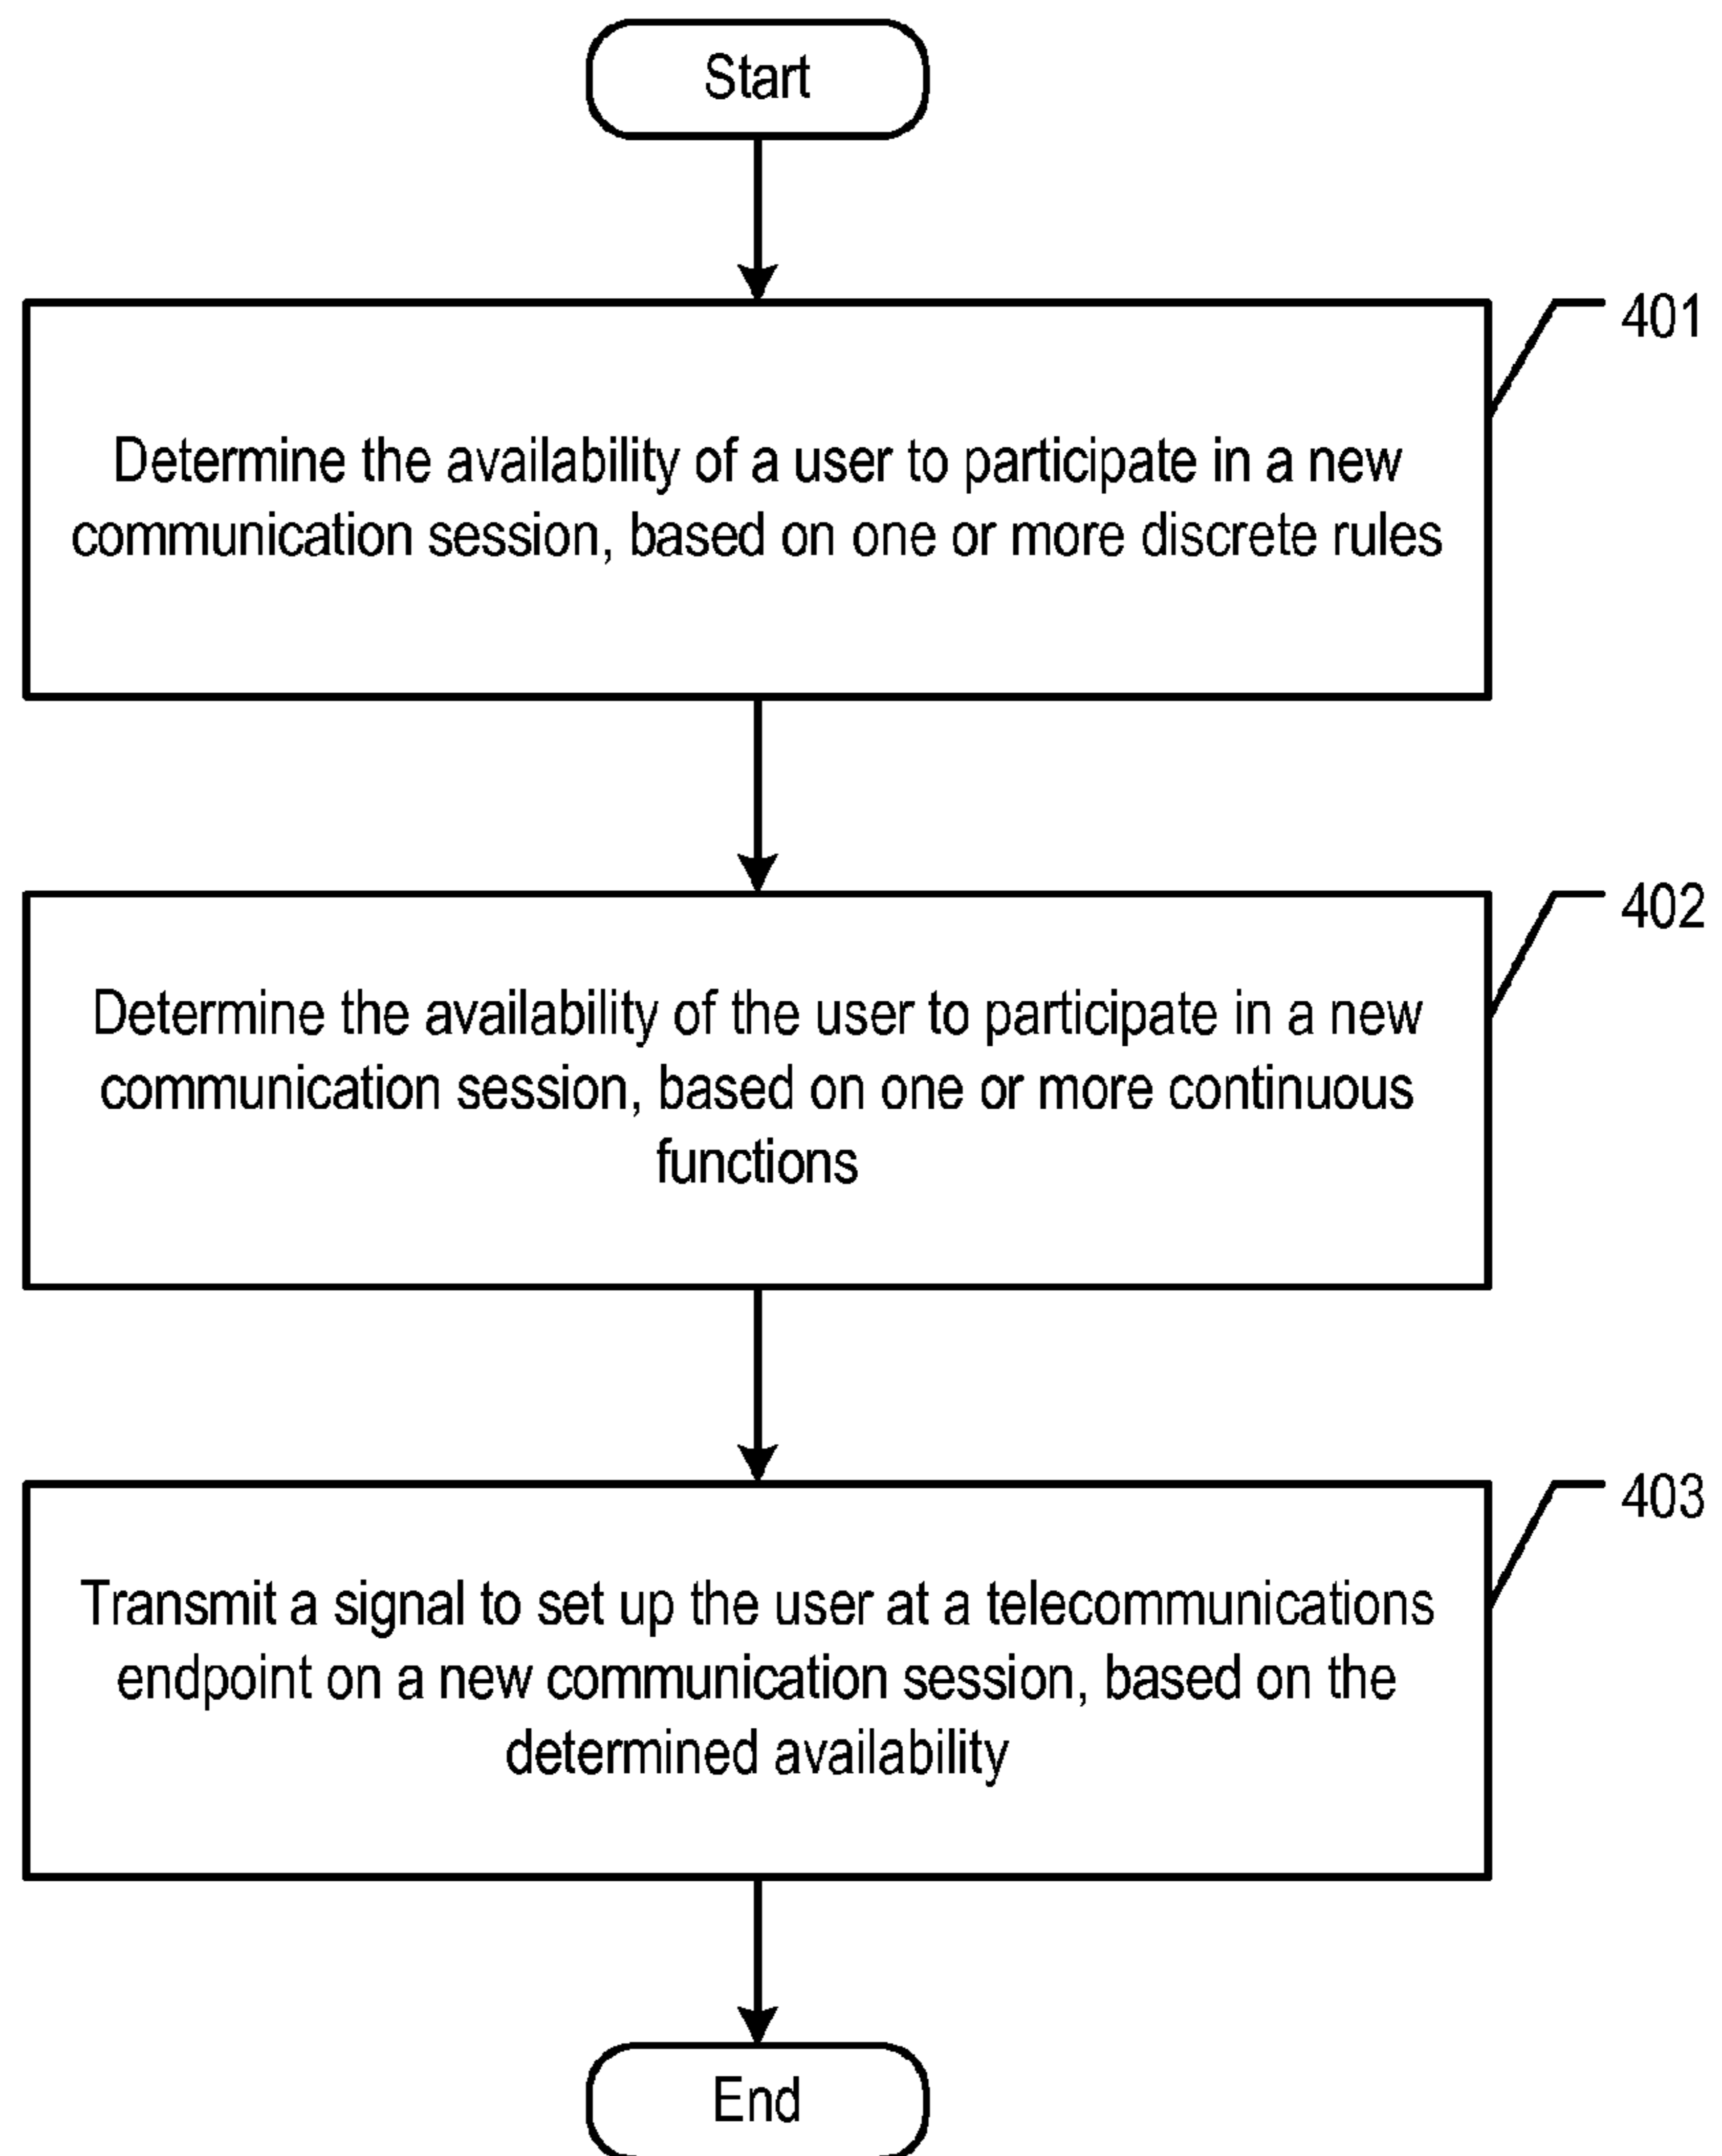 Start
401
Determine the availability of a user to participate in a new
communication session, based on one or more discrete rules
402
Determine the availability of the user to participate in a new
communication session, based on one or more continuous
functions
403
Transmit a signal to set up the user at a telecommunications
endpoint on a new communication session, based on the
determined availability
End